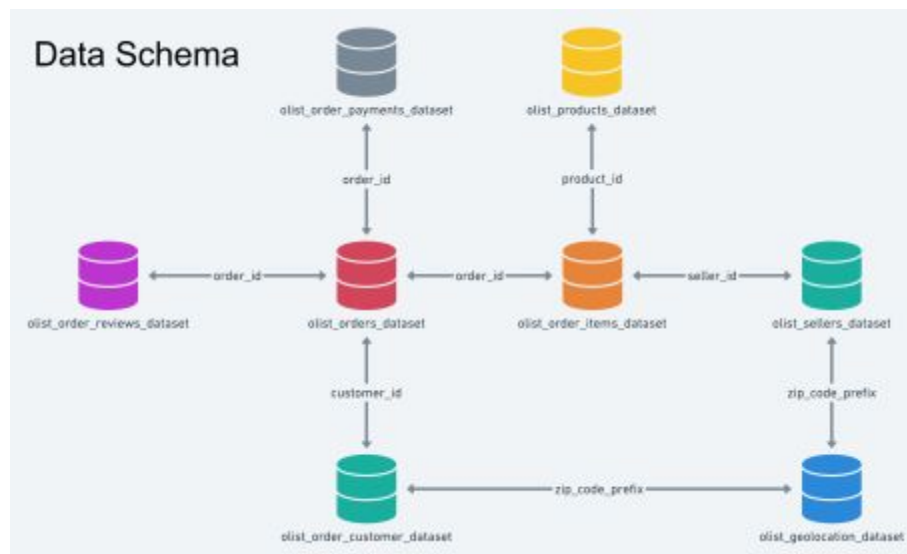 Data Schema
olist_order_payments_dataset
olist_products_dataset
order_id
product_id
order_id
order_id
seller_id
olist_order_reviews_dataset
olist_orders_dataset
olist_order_items_dataset
olist_sellers_dataset
customer_id
zip_code_prefix
zip_code_prefix
olist_order_customer_dataset
olist_geolocation_dataset